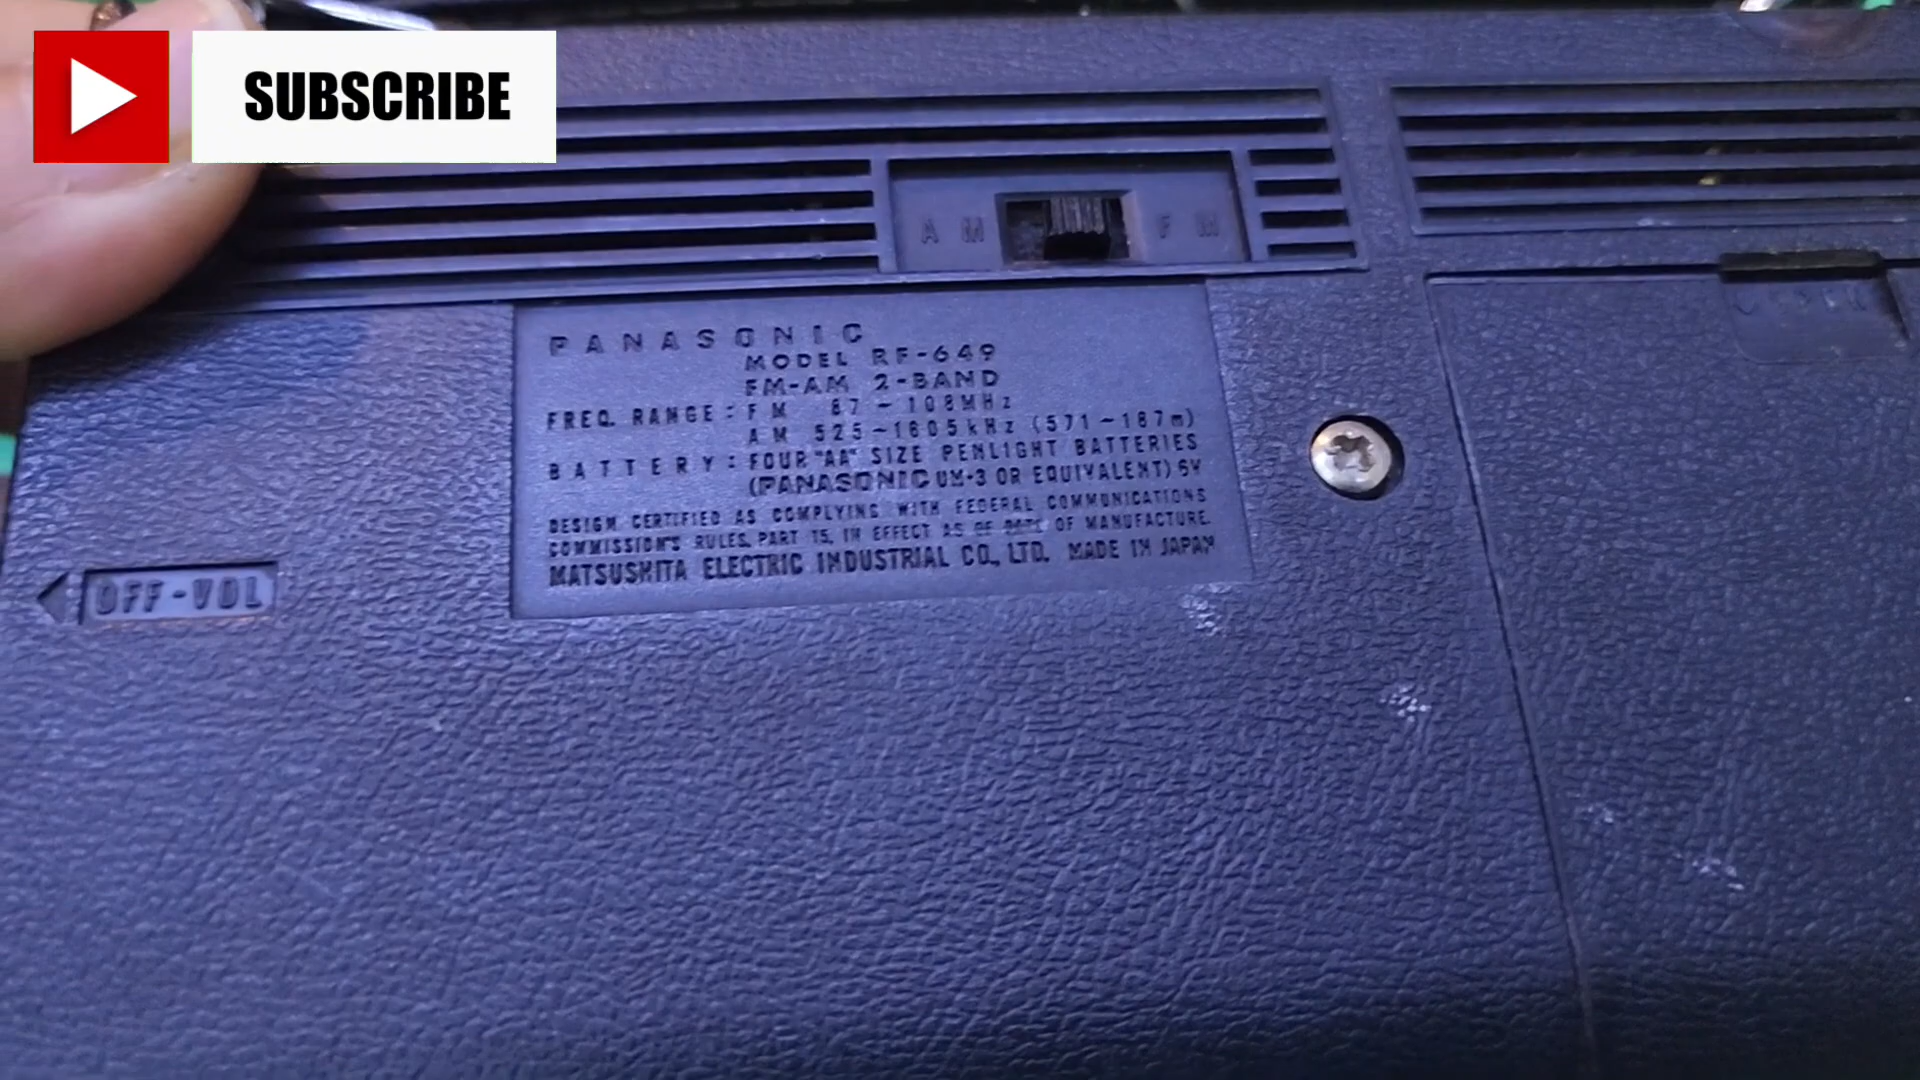 SUBSCRIBE
A M
F M
PANASONIC
MODEL RF-649
FM-AM 2-BAND
FREQ. RANGE : FM 87 ~ 108MHz
AM 525~1605kHz (571~187m)
BATTERY : FOUR "AA" SIZE PENLIGHT BATTERIES
(PANASONIC UM-3 OR EQUIVALENT) 6V
DESIGN CERTIFIED AS COMPLYING WITH FEDERAL COMMUNICATIONS
COMMISSION'S RULES, PART 15, IN EFFECT AS OF DATE OF MANUFACTURE.
MATSUSHITA ELECTRIC INDUSTRIAL CO., LTD. MADE IN JAPAN
OFF-VOL